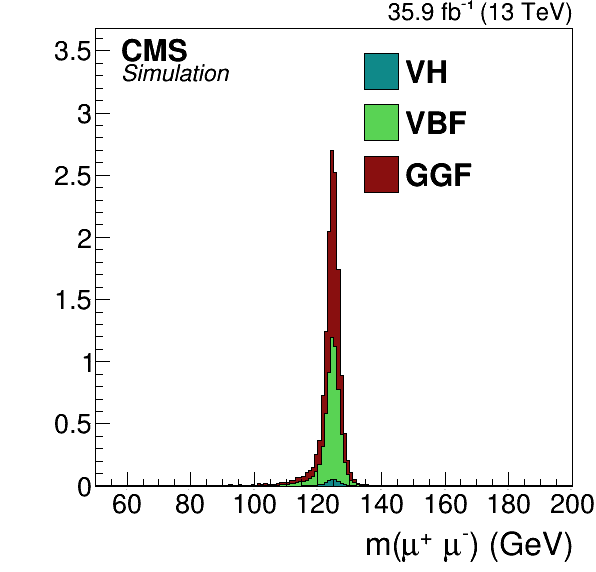 35.9 fb⁻¹ (13 TeV)
CMS
Simulation
VH
VBF
GGF
3.5
3
2.5
2
1.5
1
0.5
0
60 80 100 120 140 160 180 200
m(μ⁺ μ⁻) (GeV)